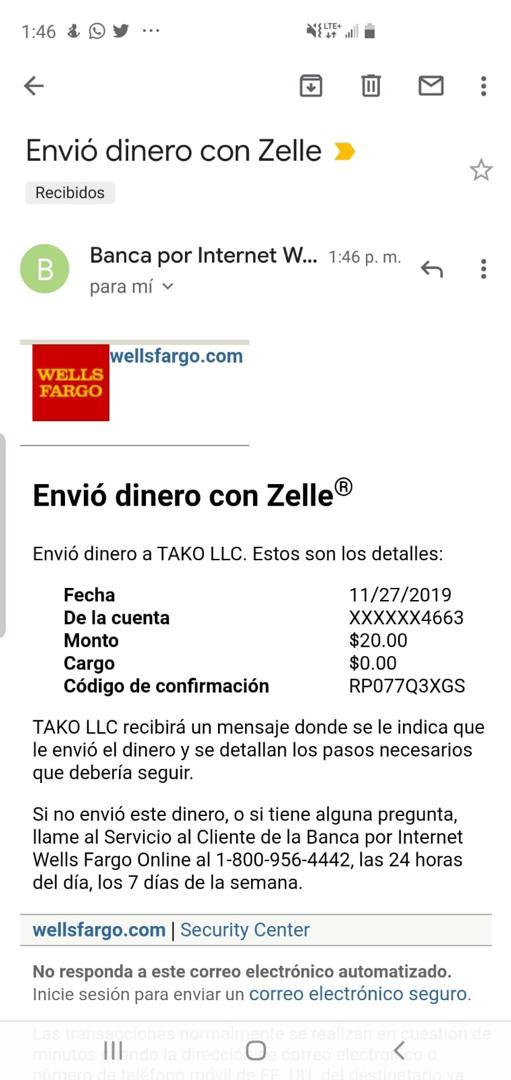 1:46 ... LTE+
Envió dinero con Zelle
Recibidos
B
Banca por Internet W... 1:46 p. m.
para mí
WELLS
FARGO
wellsfargo.com
Envió dinero con Zelle®
Envió dinero a TAKO LLC. Estos son los detalles:
Fecha 11/27/2019
De la cuenta XXXXXX4663
Monto $20.00
Cargo $0.00
Código de confirmación RP077Q3XGS
TAKO LLC recibirá un mensaje donde se le indica que
le envió el dinero y se detallan los pasos necesarios
que debería seguir.
Si no envió este dinero, o si tiene alguna pregunta,
llame al Servicio al Cliente de la Banca por Internet
Wells Fargo Online al 1-800-956-4442, las 24 horas
del día, los 7 días de la semana.
wellsfargo.com | Security Center
No responda a este correo electrónico automatizado.
Inicie sesión para enviar un correo electrónico seguro.
Las transacciones normalmente se realizan en cuestión de
minutos la dirección correo electrónico o
número de teléfono móvil de EE. UU. del destinatario ya